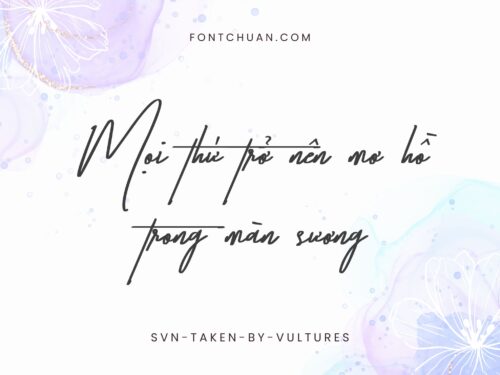 FONTCHUAN.COM
Mọi thứ trở nên mơ hồ
trong màn sương
SVN-TAKEN-BY-VULTURES